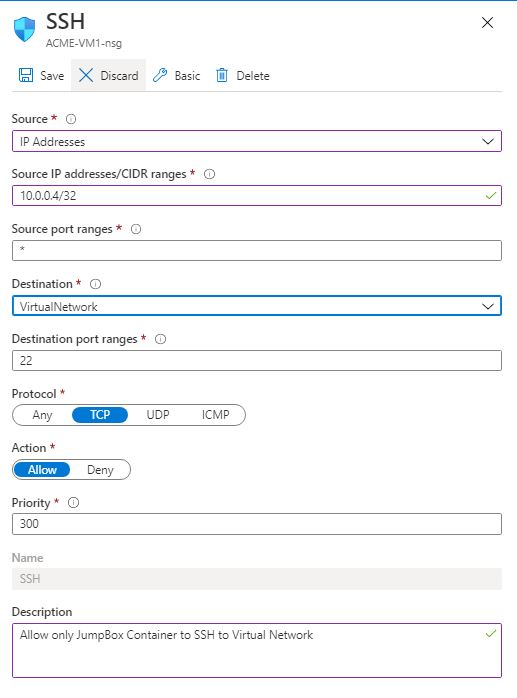 SSH
ACME-VM1-nsg
Save Discard Basic Delete
Source *
IP Addresses
Source IP addresses/CIDR ranges *
10.0.0.4/32
Source port ranges *
*
Destination *
VirtualNetwork
Destination port ranges *
22
Protocol *
Any TCP UDP ICMP
Action *
Allow Deny
Priority *
300
Name
SSH
Description
Allow only JumpBox Container to SSH to Virtual Network